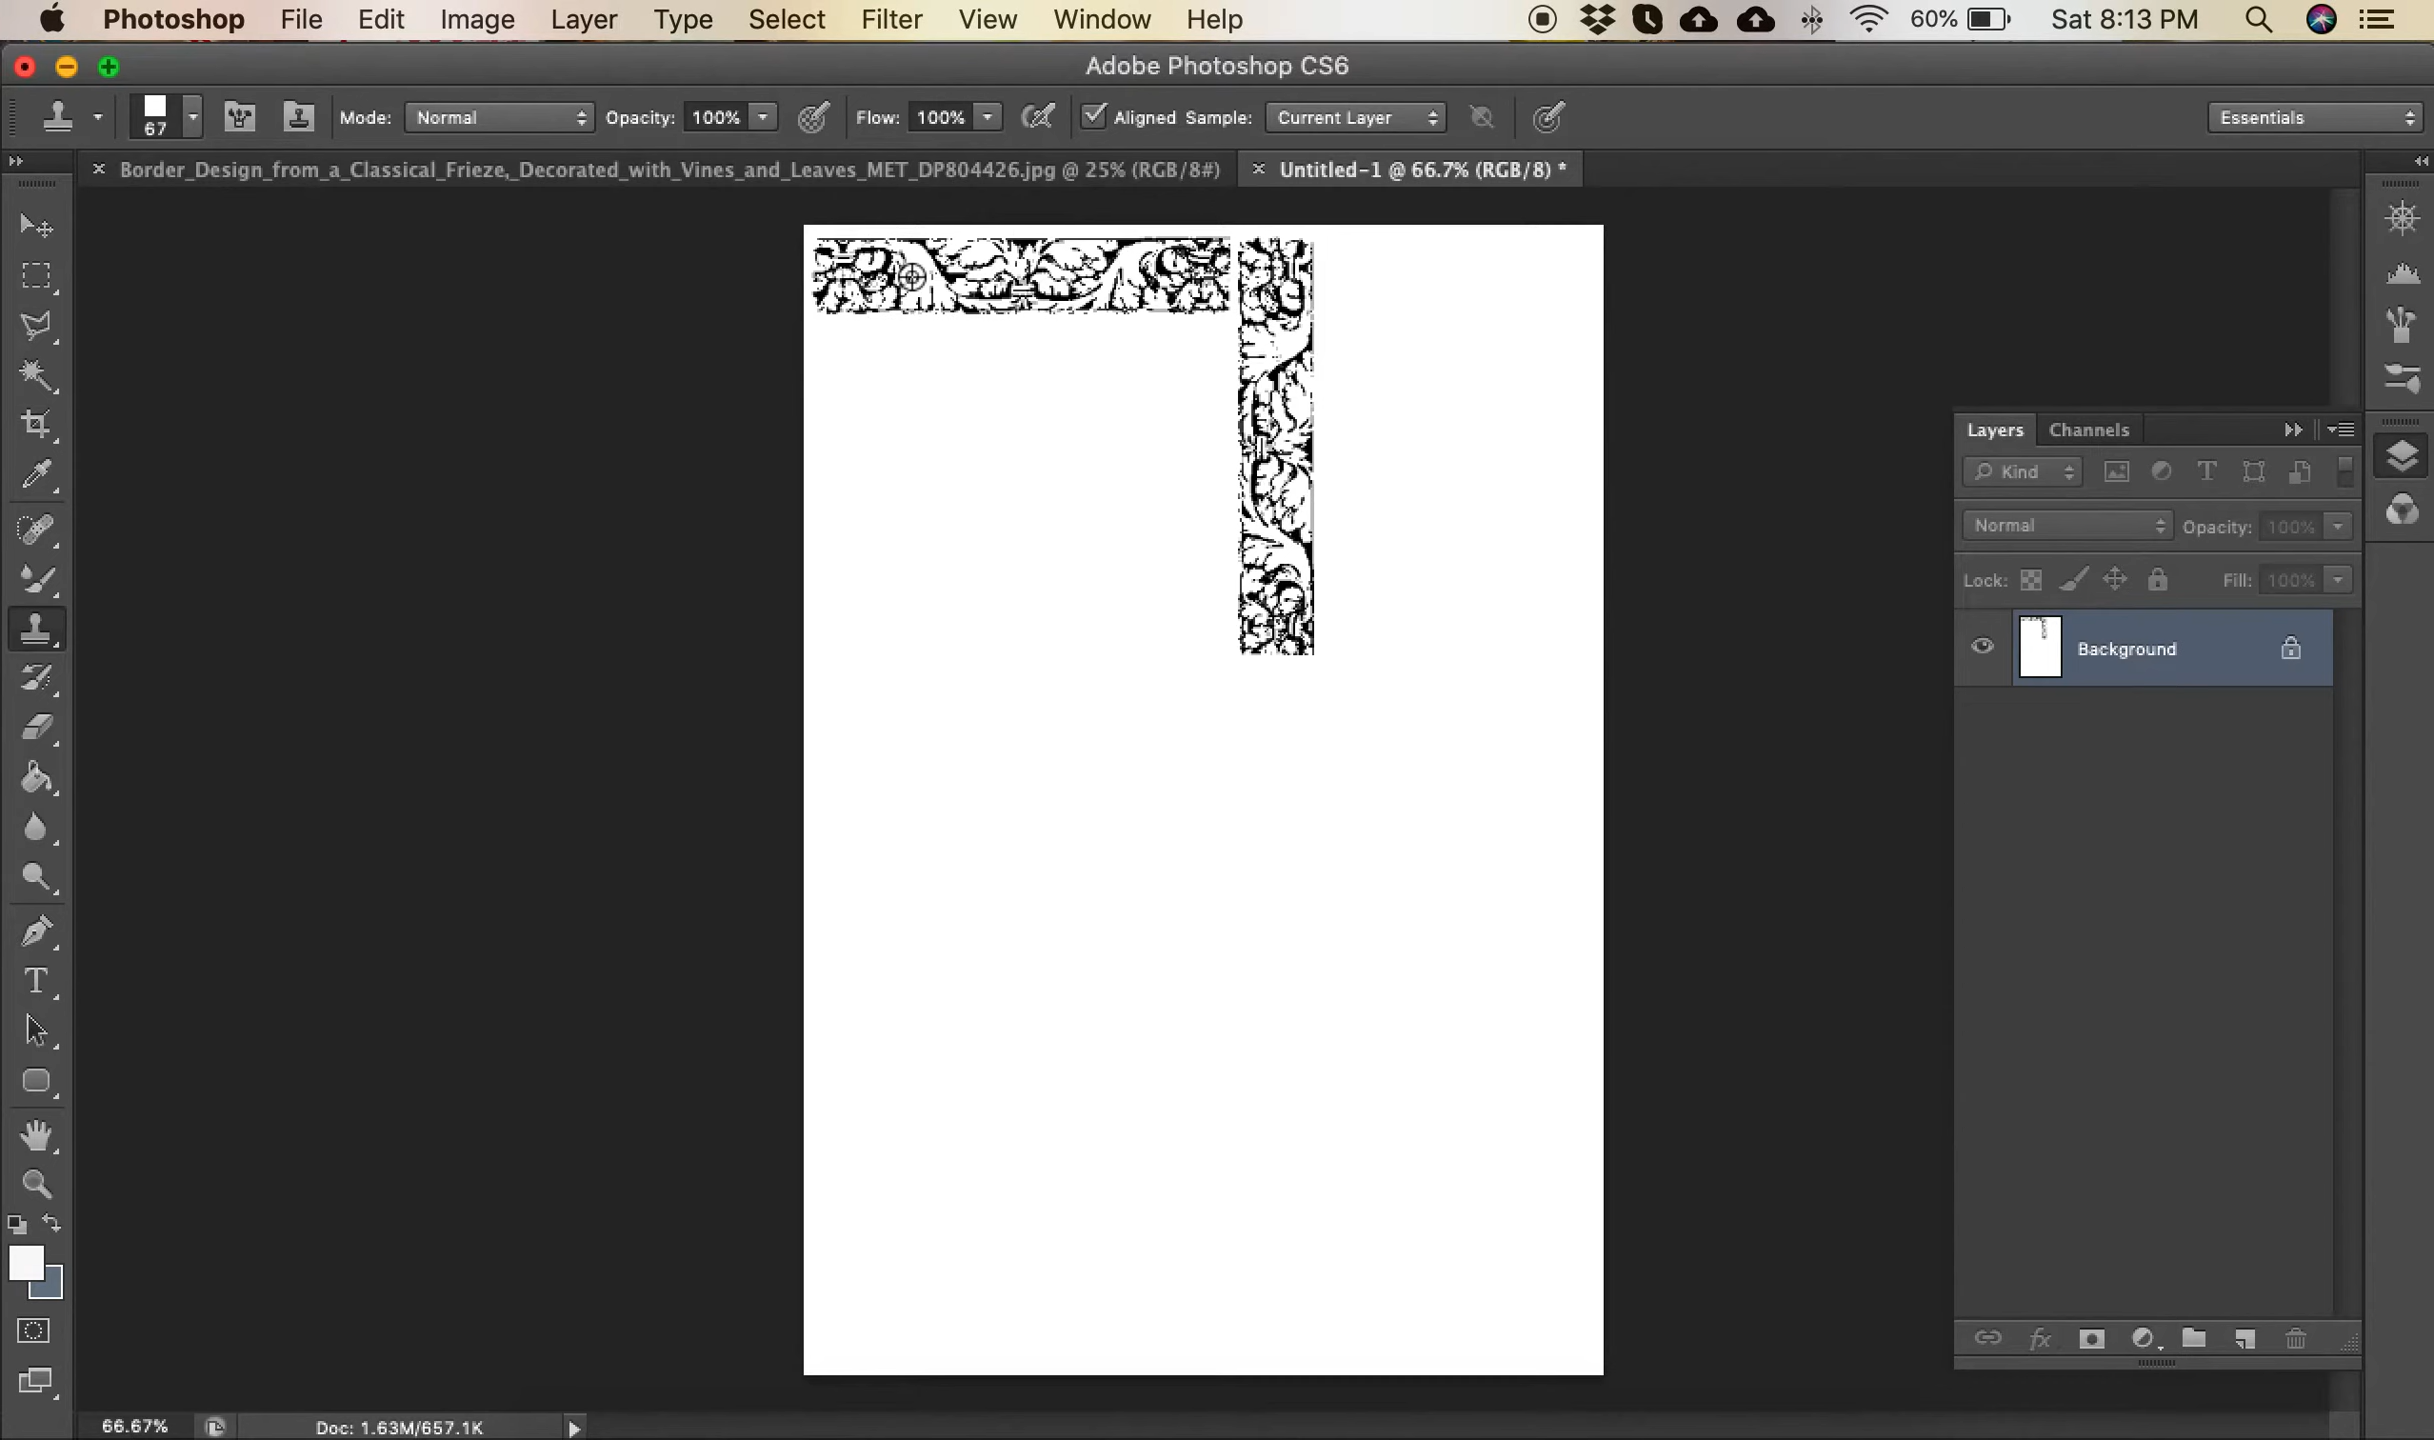 Photoshop File Edit Image Layer Type Select Filter View Window Help 60% Sat 8:13 PM
Adobe Photoshop CS6
67 Mode: Normal Opacity: 100% Flow: 100% Aligned Sample: Current Layer Essentials
Border_Design_from_a_Classical_Frieze,_Decorated_with_Vines_and_Leaves_MET_DP804426.jpg @ 25% (RGB/8#) Untitled-1 @ 66.7% (RGB/8) *
Layers Channels
Kind
Normal Opacity: 100%
Lock: Fill: 100%
Background
66.67% Doc: 1.63M/657.1K